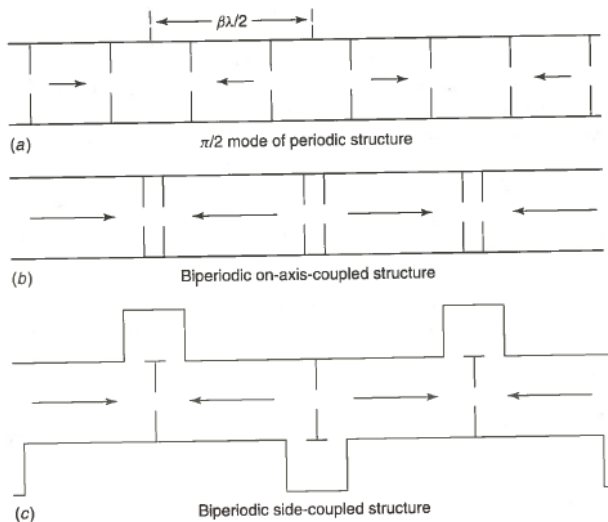 βλ/2
(a)
π/2 mode of periodic structure
(b)
Biperiodic on-axis-coupled structure
(c)
Biperiodic side-coupled structure